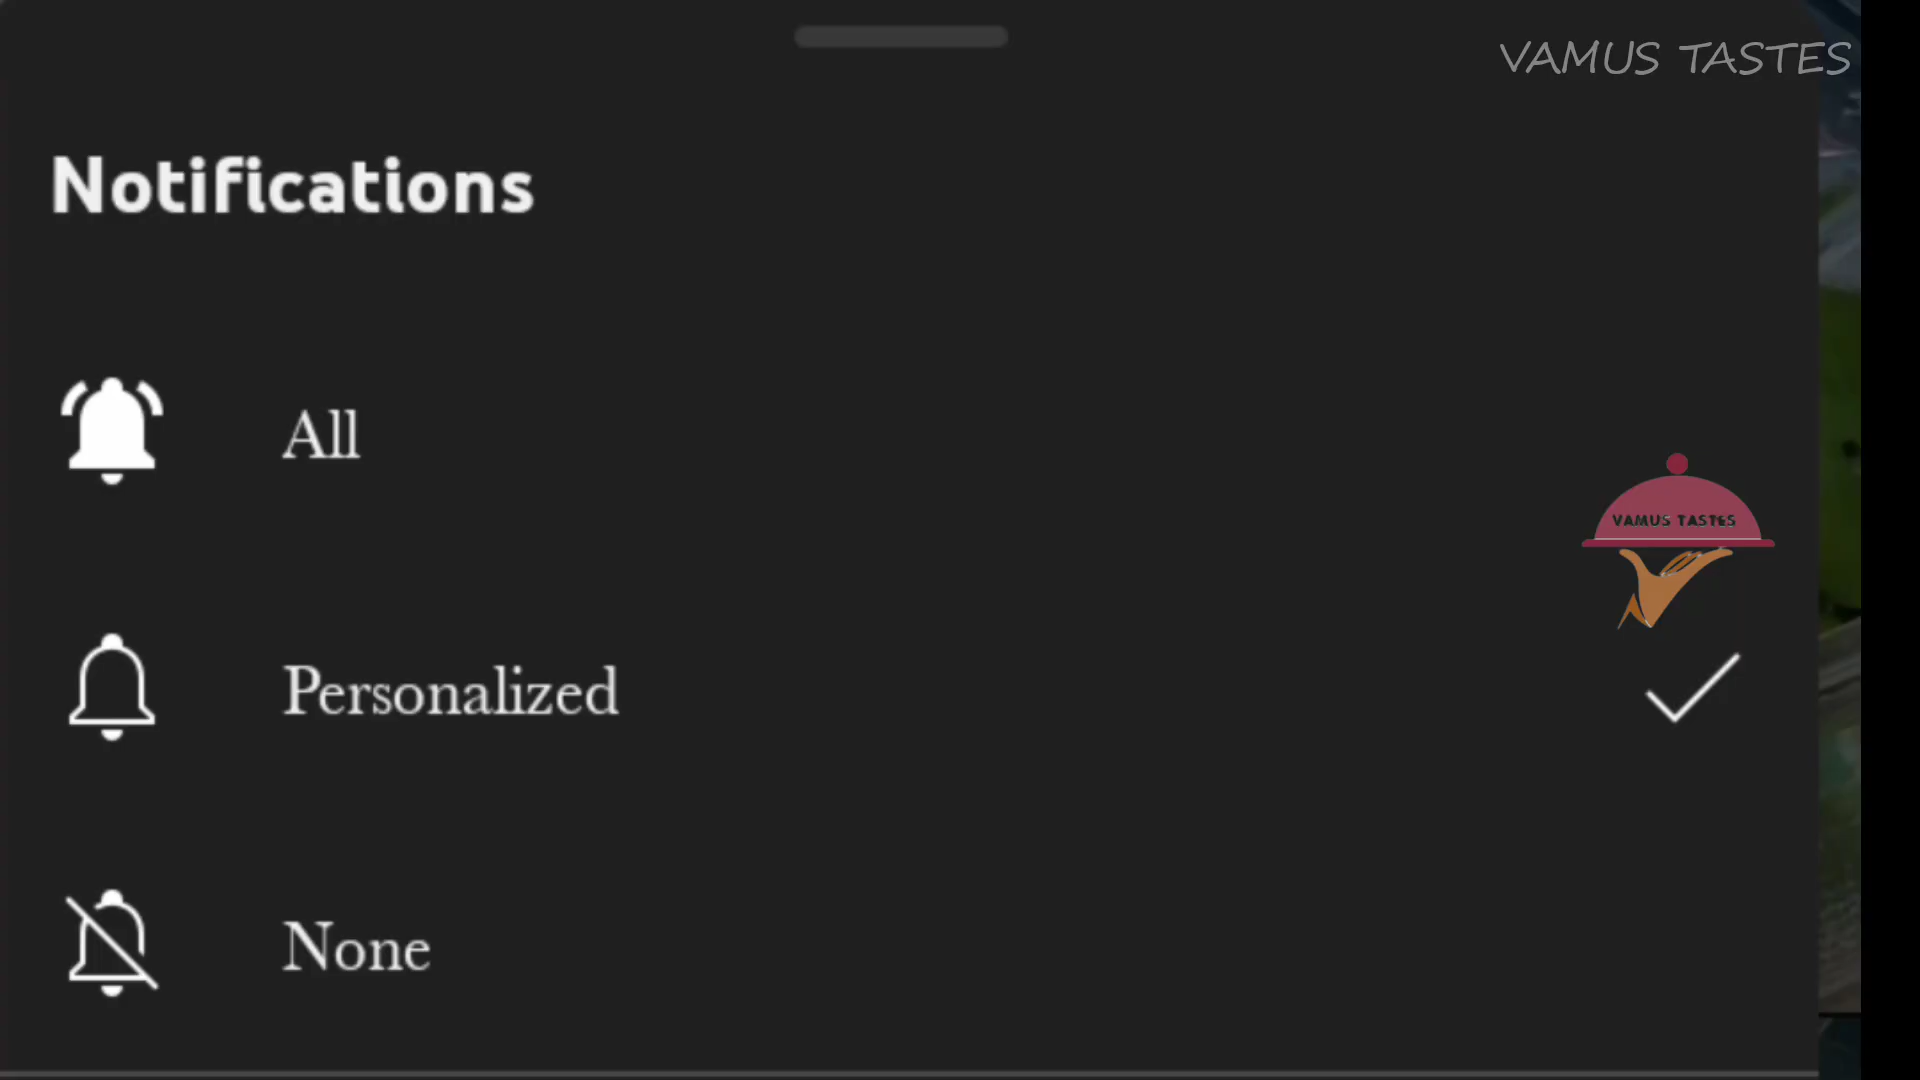 VAMUS TASTES
Notifications
All
VAMUS TASTES
Personalized
None